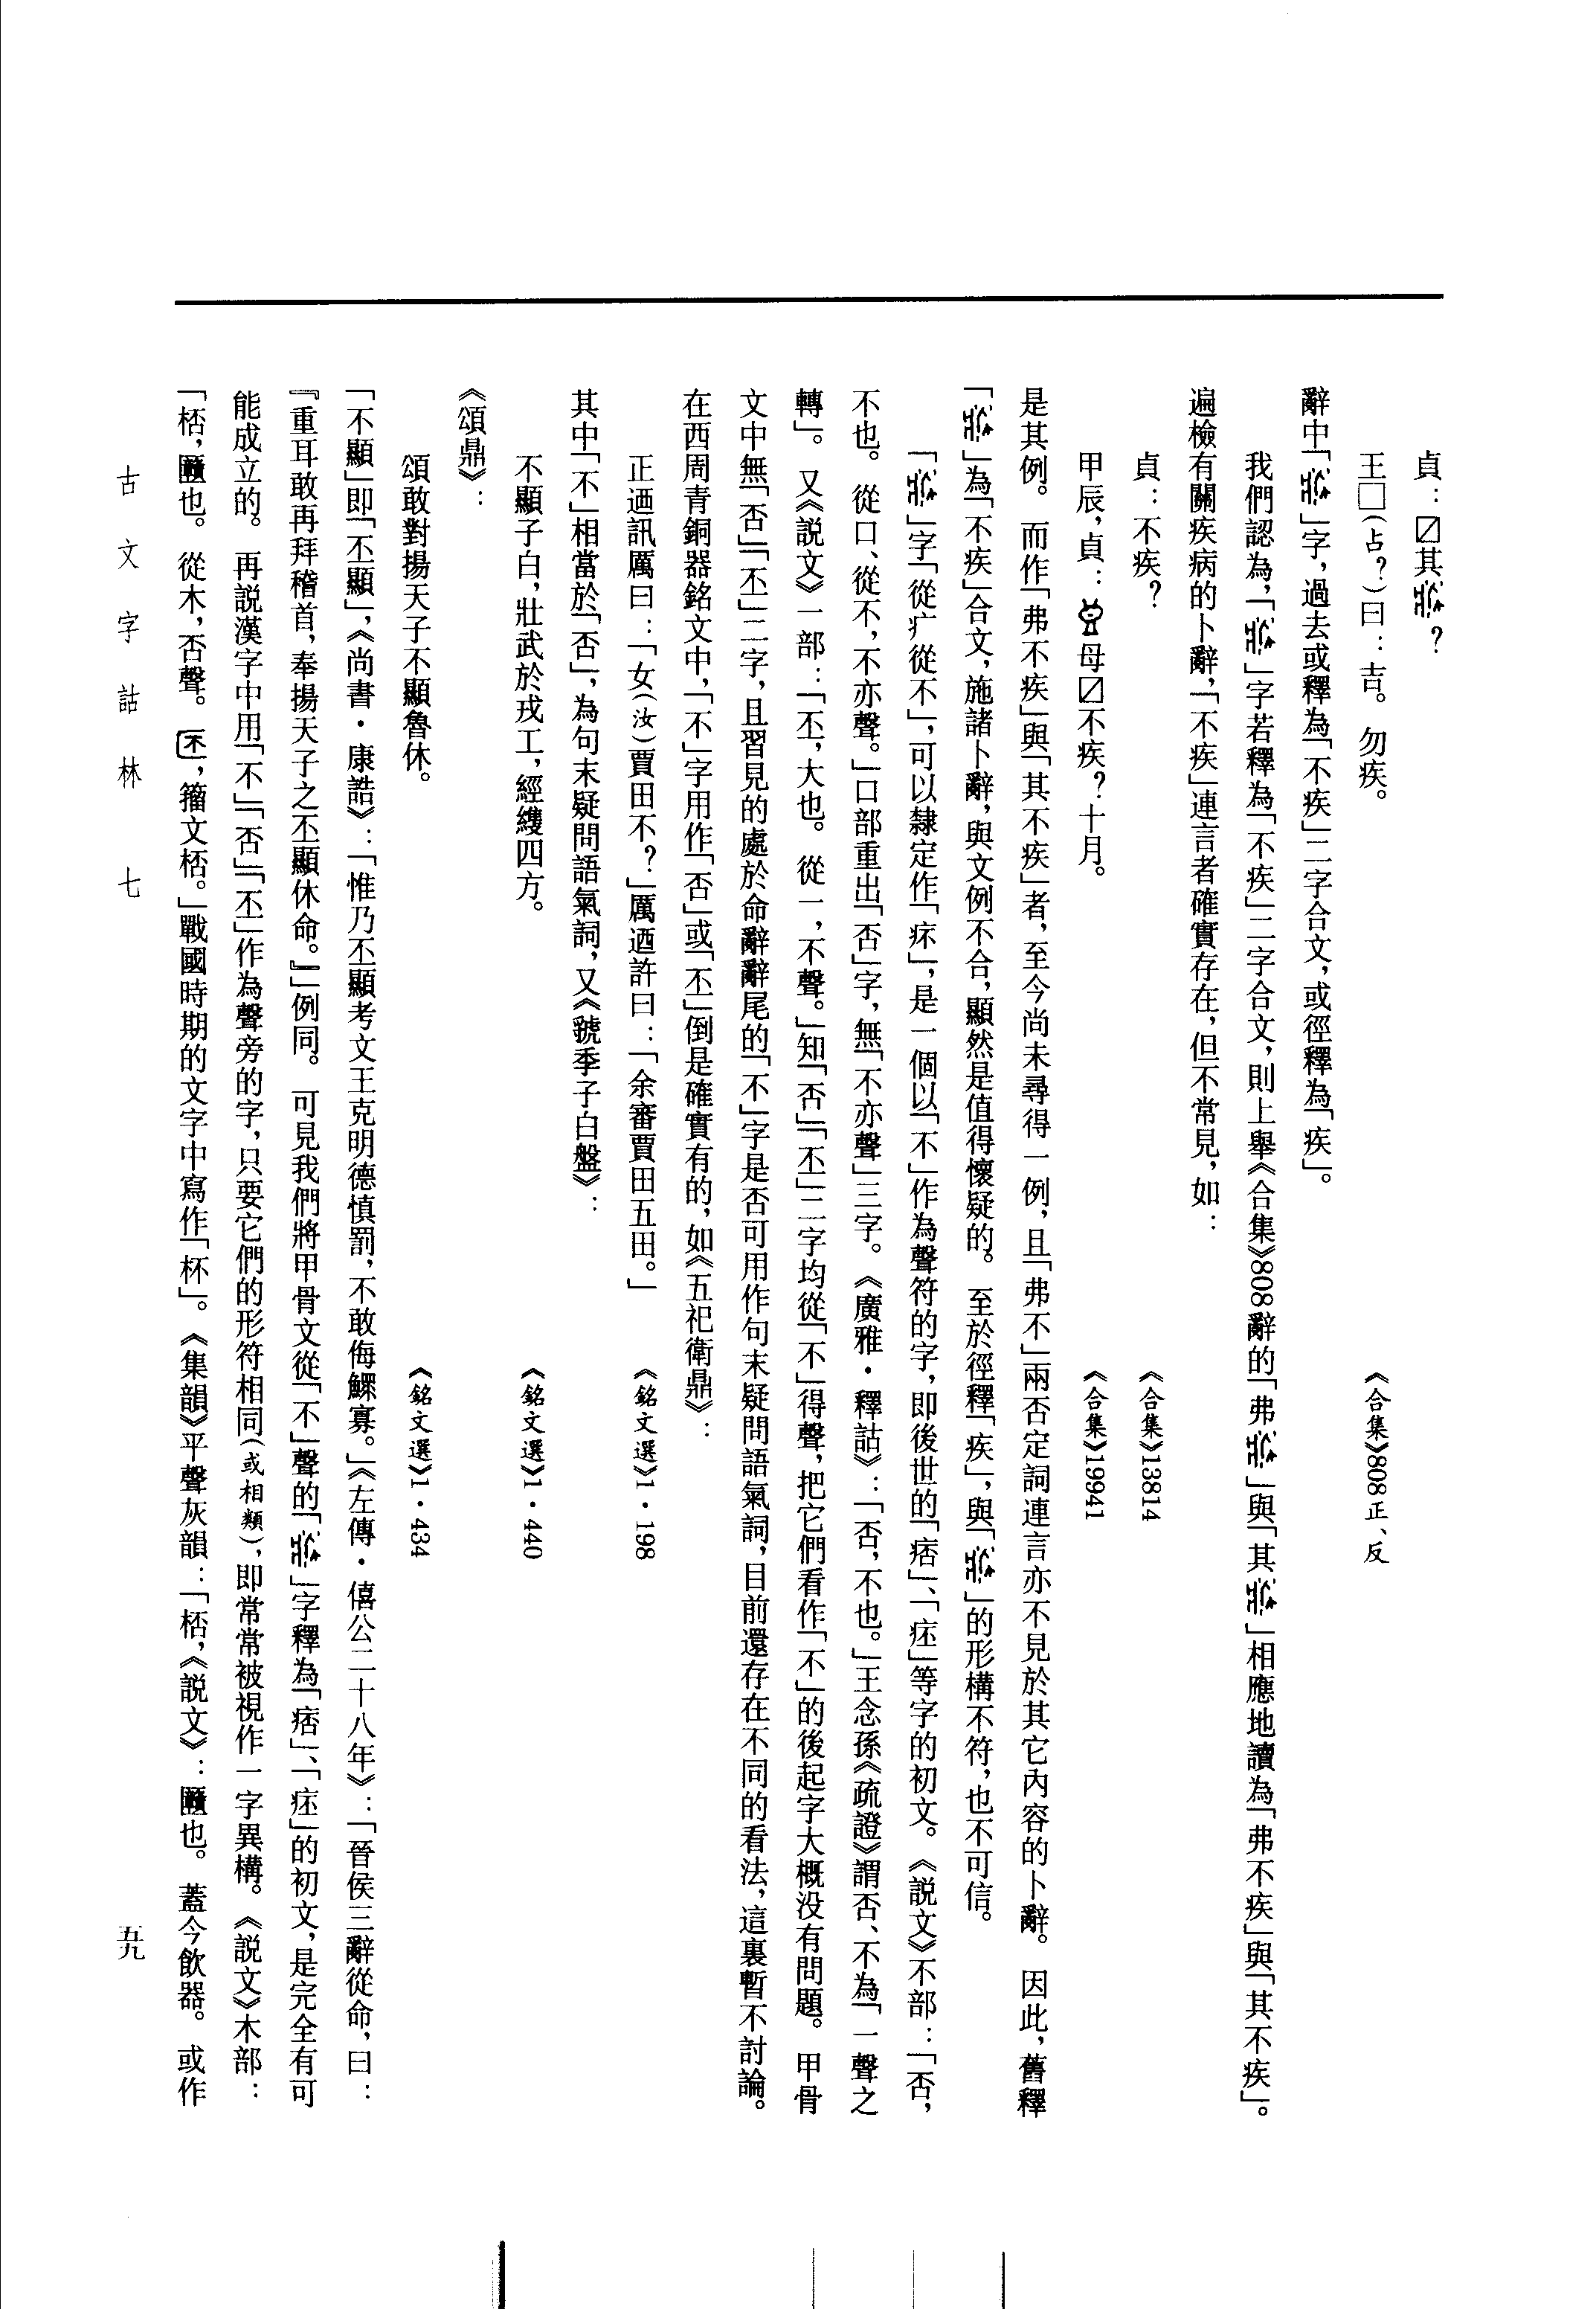 貞：☑其？
王□（占？）曰：吉。勿疾。　《合集》808正、反
辭中「」字，過去或釋為「不疾」二字合文，或徑釋為「疾」。
我們認為，「」字若釋為「不疾」二字合文，則上舉《合集》808辭的「弗」與「其」相應地讀為「弗不疾」與「其不疾」。
遍檢有關疾病的卜辭，「不疾」連言者確實存在，但不常見，如：
貞：不疾？　《合集》13814
甲辰，貞：母☑不疾？十月。　《合集》19941
是其例。而作「弗不疾」與「其不疾」者，至今尚未尋得一例，且「弗不」兩否定詞連言亦不見於其它內容的卜辭。因此，舊釋
「」為「不疾」合文，施諸卜辭，與文例不合，顯然是值得懷疑的。至於徑釋「疾」，與「」的形構不符，也不可信。
「」字「從疒從不」，可以隸定作「㾈」，是一個以「不」作為聲符的字，即後世的「痞」、「㾦」等字的初文。《説文》不部：「否，
不也。從口、從不，不亦聲。」口部重出「否」字，無「不亦聲」三字。《廣雅·釋詁》：「否，不也。」王念孫《疏證》謂否、不為「一聲之
轉」。又《説文》一部：「丕，大也。從一，不聲。」知「否」「丕」二字均從「不」得聲，把它們看作「不」的後起字大概没有問題。甲骨
文中無「否」「丕」二字，且習見的處於命辭辭尾的「不」字是否可用作句末疑問語氣詞，目前還存在不同的看法，這裏暫不討論。
在西周青銅器銘文中，「不」字用作「否」或「丕」倒是確實有的，如《五祀衛鼎》：
正迺訊厲曰：「女（汝）賈田不？」厲迺許曰：「余審賈田五田。」　《銘文選》1·198
其中「不」相當於「否」，為句末疑問語氣詞，又《虢季子白盤》：
不顯子白，壯武於戎工，經緮四方。　《銘文選》1·440
《頌鼎》：
頌敢對揚天子不顯魯休。　《銘文選》1·434
「不顯」即「丕顯」，《尚書·康誥》：「惟乃丕顯考文王克明德慎罰，不敢侮鰥寡。」《左傳·僖公二十八年》：「晉侯三辭從命，曰：
『重耳敢再拜稽首，奉揚天子之丕顯休命。』」例同。可見我們將甲骨文從「不」聲的「」字釋為「痞」、「㾦」的初文，是完全有可
能成立的。再説漢字中用「不」「否」「丕」作為聲旁的字，只要它們的形符相同（或相類），即常常被視作一字異構。《説文》木部：
「桮，𠥩也。從木，否聲。㔷，籀文桮。」戰國時期的文字中寫作「杯」。《集韻》平聲灰韻：「桮，《説文》：𠥩也。蓋今飲器。或作
古文字詁林　七　五九